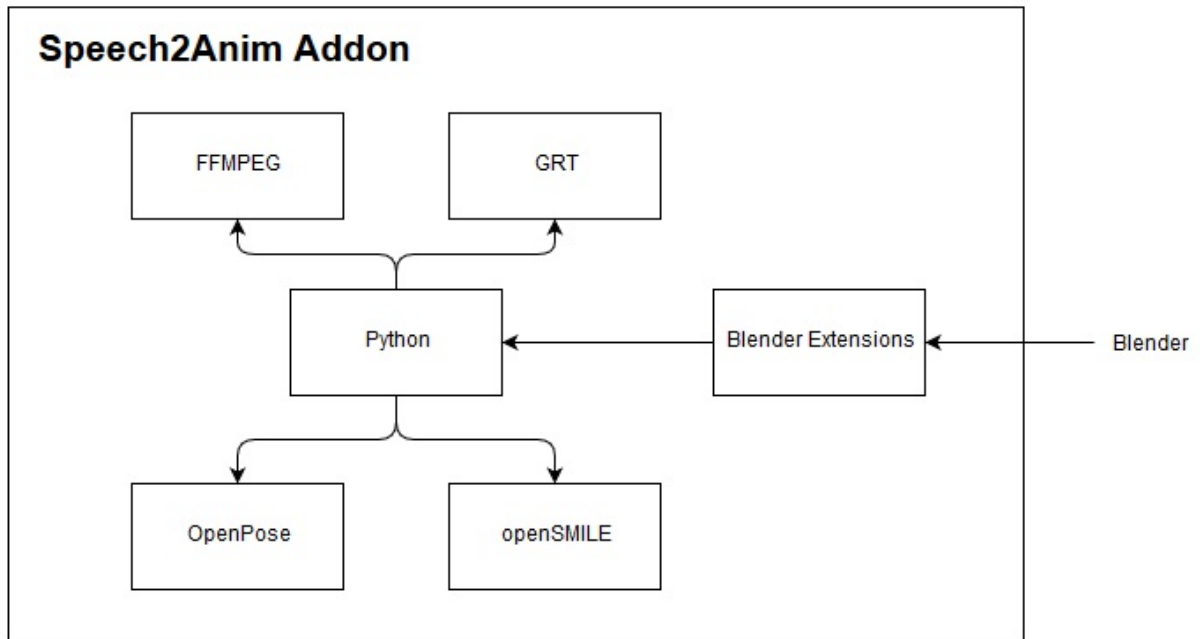 Speech2Anim Addon
FFMPEG
GRT
Python
Blender Extensions
Blender
OpenPose
openSMILE